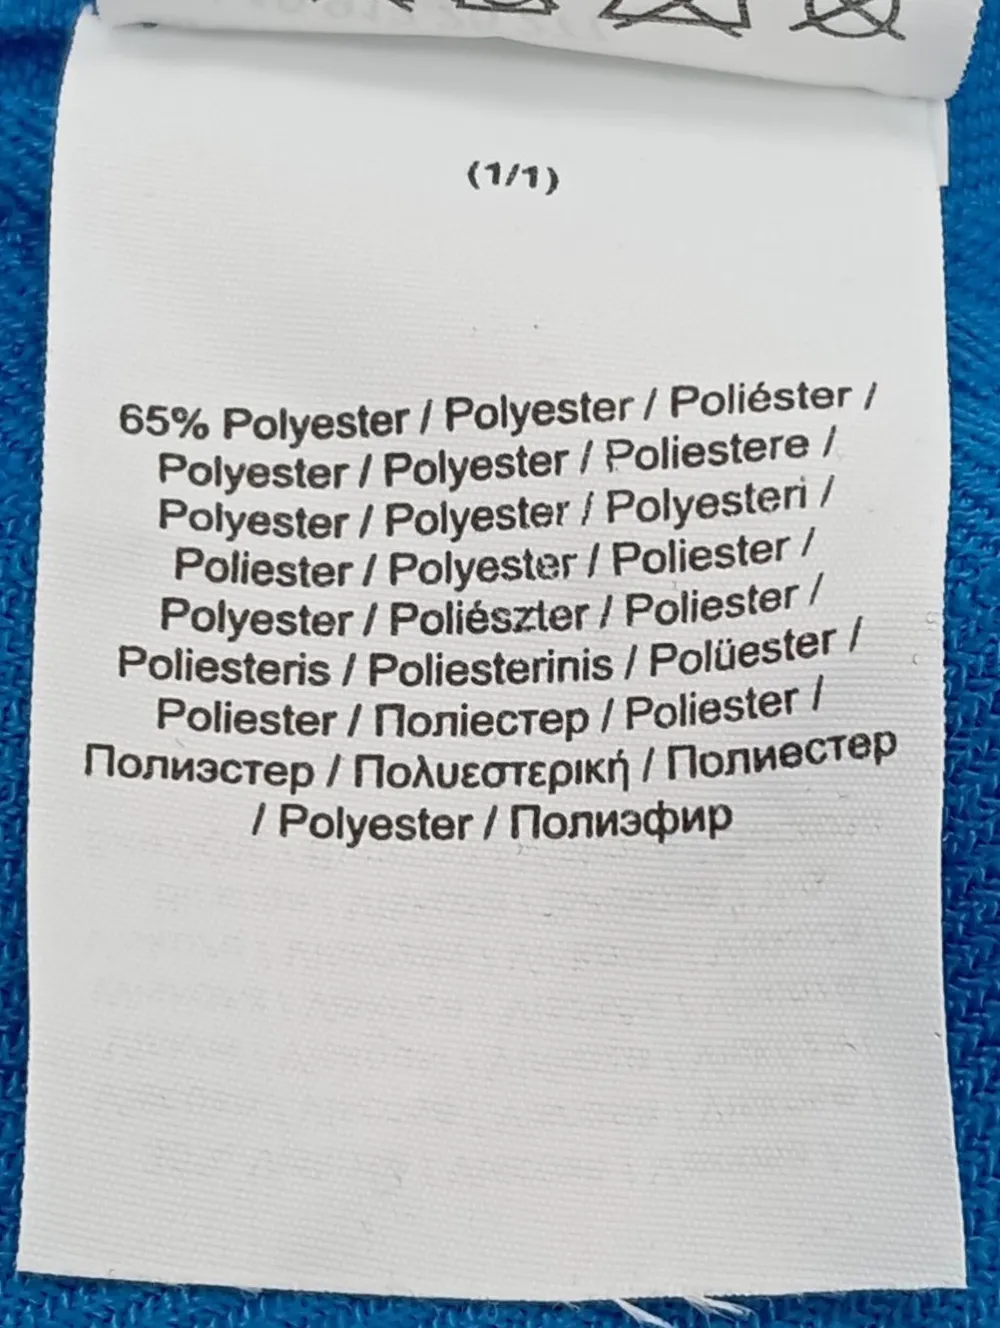 (1/1)
65% Polyester / Polyester / Poliéster /
Polyester / Polyester / Poliestere /
Polyester / Polyester / Polyesteri /
Poliester / Polyester / Poliester /
Polyester / Poliészter / Poliester /
Poliesteris / Poliesterinis / Polüester /
Poliester / Поліестер / Poliester /
Полиэстер / Πολυεστερική / Полиестер
/ Polyester / Полиэфир